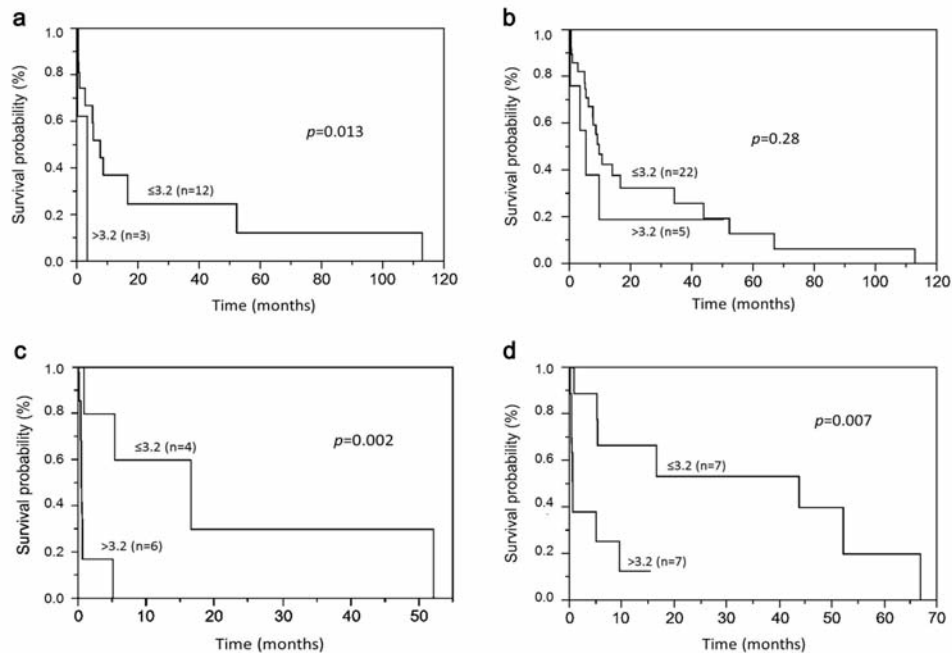 a
Survival probability (%)
1.0
0.8
0.6
0.4
0.2
0.0
p=0.013
≤3.2 (n=12)
>3.2 (n=3)
0 20 40 60 80 100 120
Time (months)
b
Survival probability (%)
1.0
0.8
0.6
0.4
0.2
0.0
p=0.28
≤3.2 (n=22)
>3.2 (n=5)
0 20 40 60 80 100 120
Time (months)
c
Survival probability (%)
1.0
0.8
0.6
0.4
0.2
0.0
p=0.002
≤3.2 (n=4)
>3.2 (n=6)
0 10 20 30 40 50
Time (months)
d
Survival probability (%)
1.0
0.8
0.6
0.4
0.2
0.0
p=0.007
≤3.2 (n=7)
>3.2 (n=7)
0 10 20 30 40 50 60 70
Time (months)